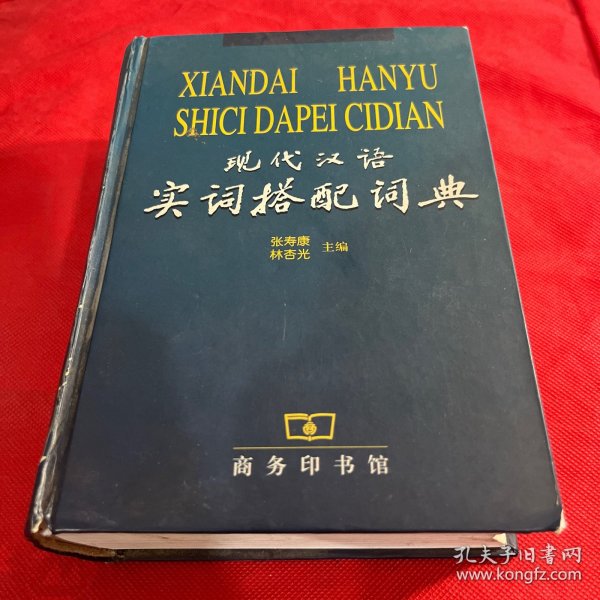 XIANDAI HANYU
SHICI DAPEI CIDIAN
现代汉语
实词搭配词典
张寿康
林杏光 主编
商务印书馆
孔夫子旧书网
www.kongfz.com